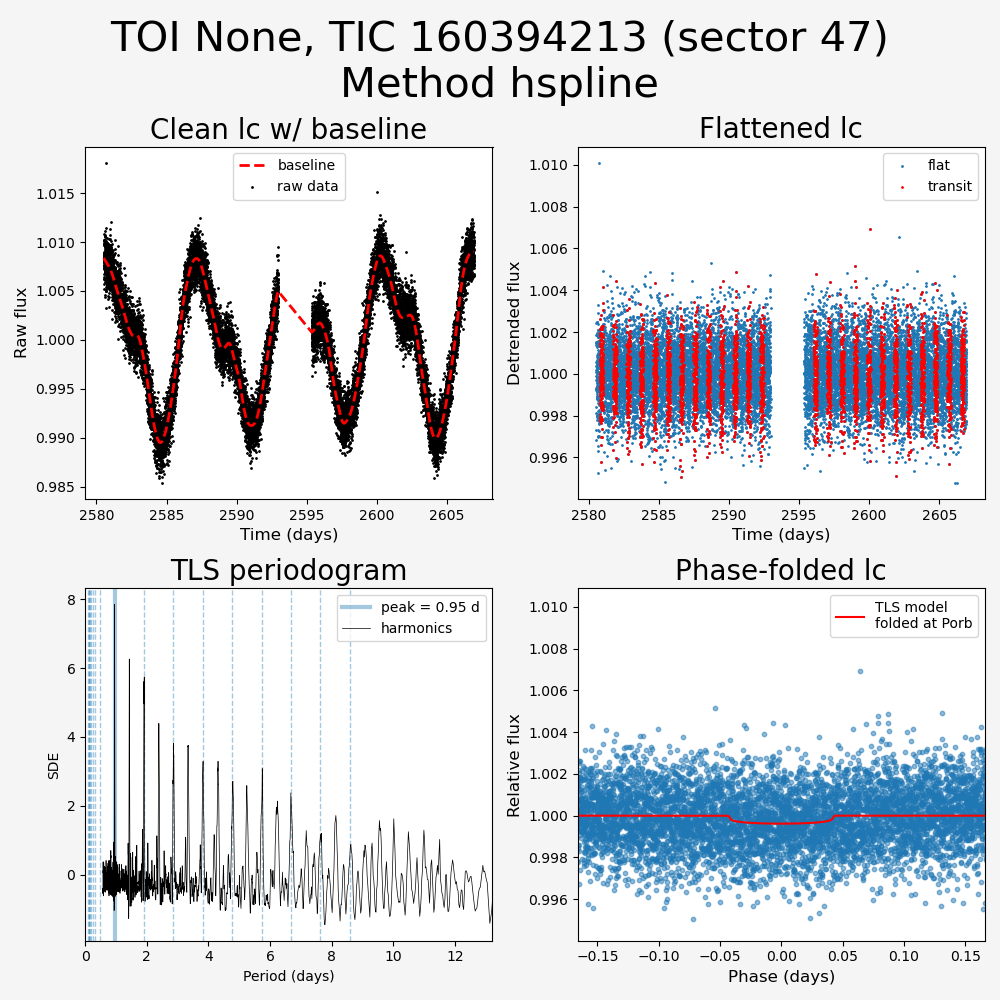 TOI None, TIC 160394213 (sector 47)
Method hspline
Clean lc w/ baseline
baseline
raw data
1.015
1.010
1.005
1.000
0.995
0.990
0.985
Raw flux
2580
2585
2590
2595
2600
2605
Time (days)
Flattened lc
flat
transit
1.010
1.008
1.006
1.004
1.002
1.000
0.998
0.996
Detrended flux
2580
2585
2590
2595
2600
2605
Time (days)
TLS periodogram
peak = 0.95 d
harmonics
8
6
4
2
0
SDE
0
2
4
6
8
10
12
Period (days)
Phase-folded lc
TLS model
folded at Porb
1.010
1.008
1.006
1.004
1.002
1.000
0.998
0.996
Relative flux
−0.15
−0.10
−0.05
0.00
0.05
0.10
0.15
Phase (days)